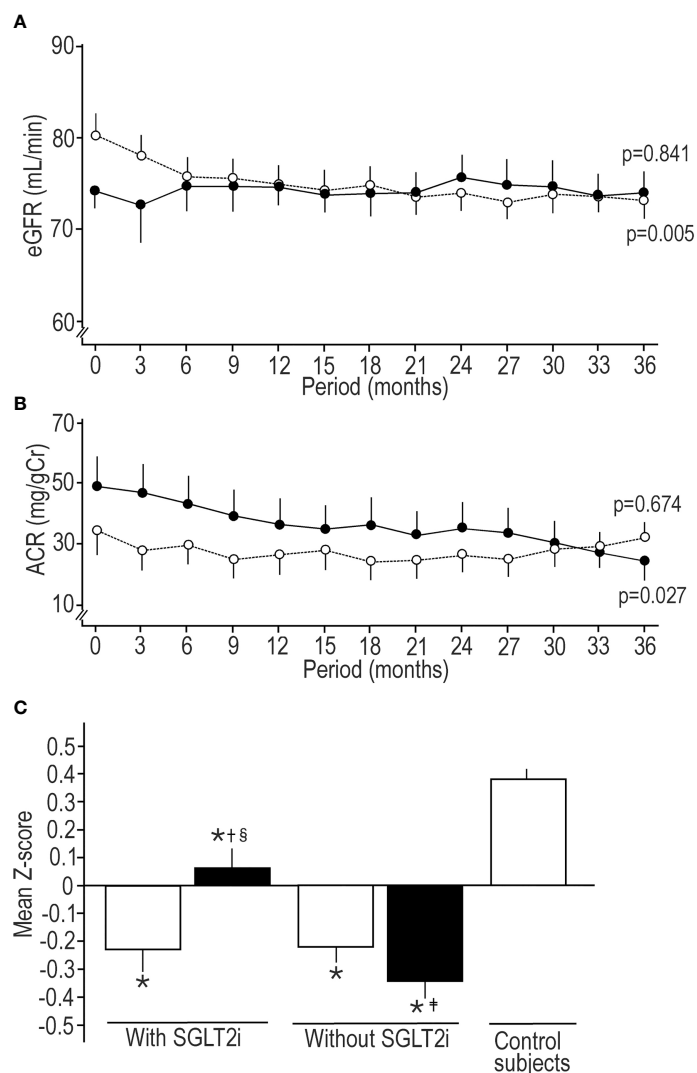 A
90
80
70
60
eGFR (mL/min)
p=0.841
p=0.005
0 3 6 9 12 15 18 21 24 27 30 33 36
Period (months)
B
70
50
30
10
ACR (mg/gCr)
p=0.674
p=0.027
0 3 6 9 12 15 18 21 24 27 30 33 36
Period (months)
C
0.5
0.4
0.3
0.2
0.1
0
-0.1
-0.2
-0.3
-0.4
-0.5
Mean Z-score
*†§
*
*
*‡
With SGLT2i
Without SGLT2i
Control
subjects